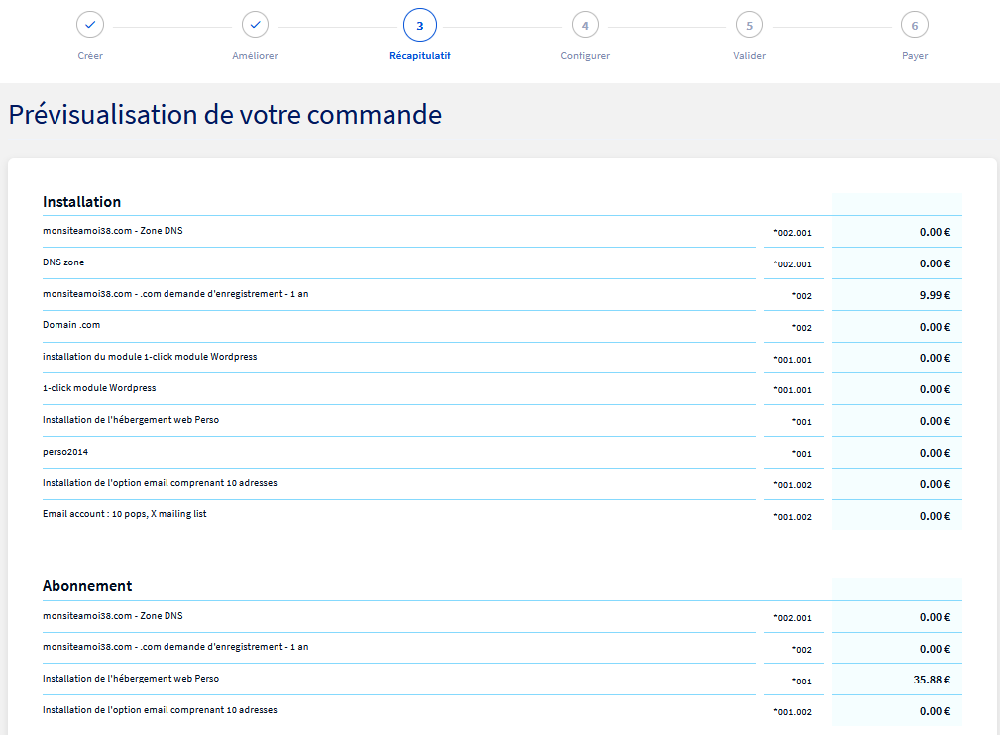 3 4 5 6
Créer Améliorer Récapitulatif Configurer Valider Payer
Prévisualisation de votre commande
Installation
monsiteamoi38.com - Zone DNS *002.001 0.00 €
DNS zone *002.001 0.00 €
monsiteamoi38.com - .com demande d'enregistrement - 1 an *002 9.99 €
Domain .com *002 0.00 €
installation du module 1-click module Wordpress *001.001 0.00 €
1-click module Wordpress *001.001 0.00 €
Installation de l'hébergement web Perso *001 0.00 €
perso2014 *001 0.00 €
Installation de l'option email comprenant 10 adresses *001.002 0.00 €
Email account : 10 pops, X mailing list *001.002 0.00 €
Abonnement
monsiteamoi38.com - Zone DNS *002.001 0.00 €
monsiteamoi38.com - .com demande d'enregistrement - 1 an *002 0.00 €
Installation de l'hébergement web Perso *001 35.88 €
Installation de l'option email comprenant 10 adresses *001.002 0.00 €